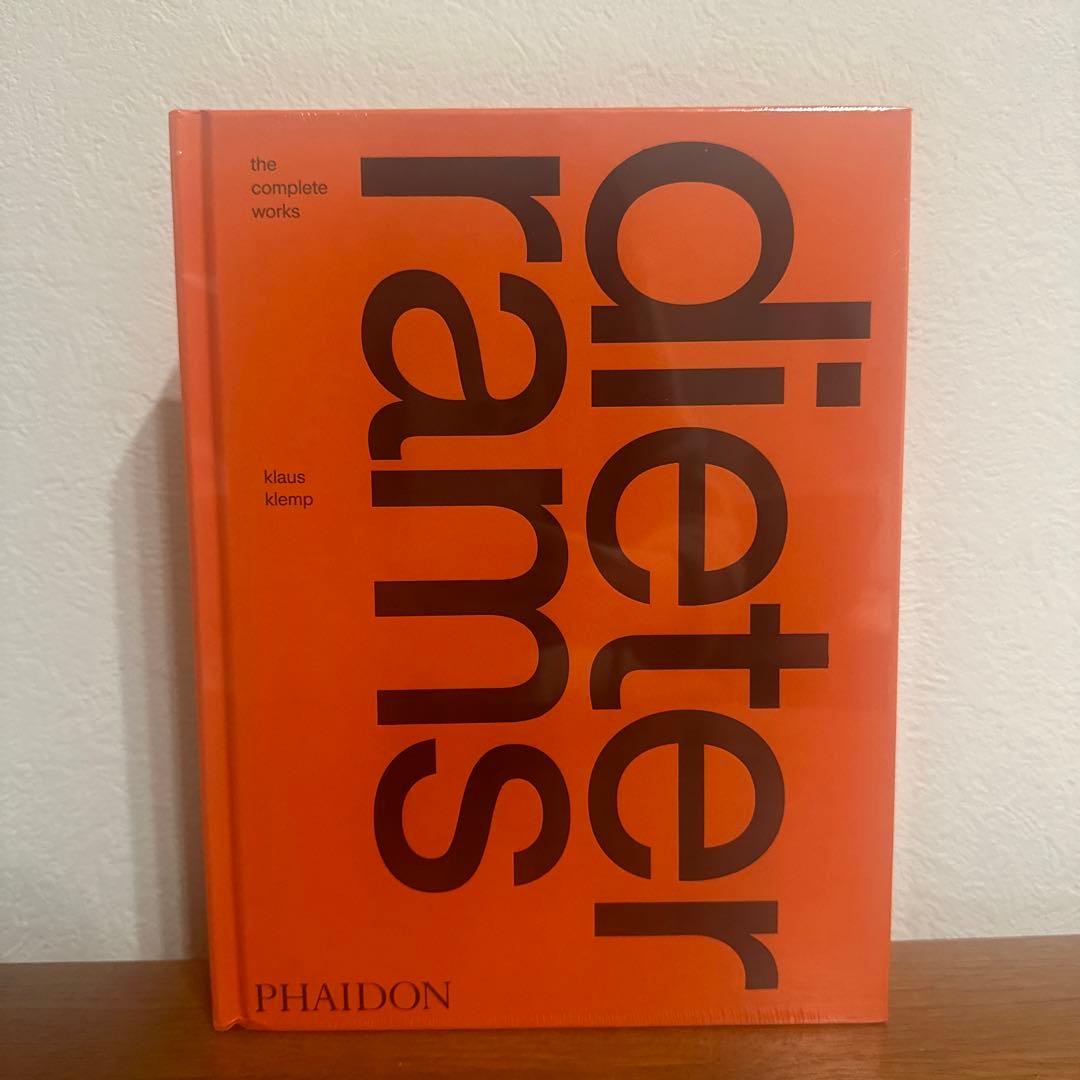 the
complete
works
dieter
rams
klaus
klemp
PHAIDON